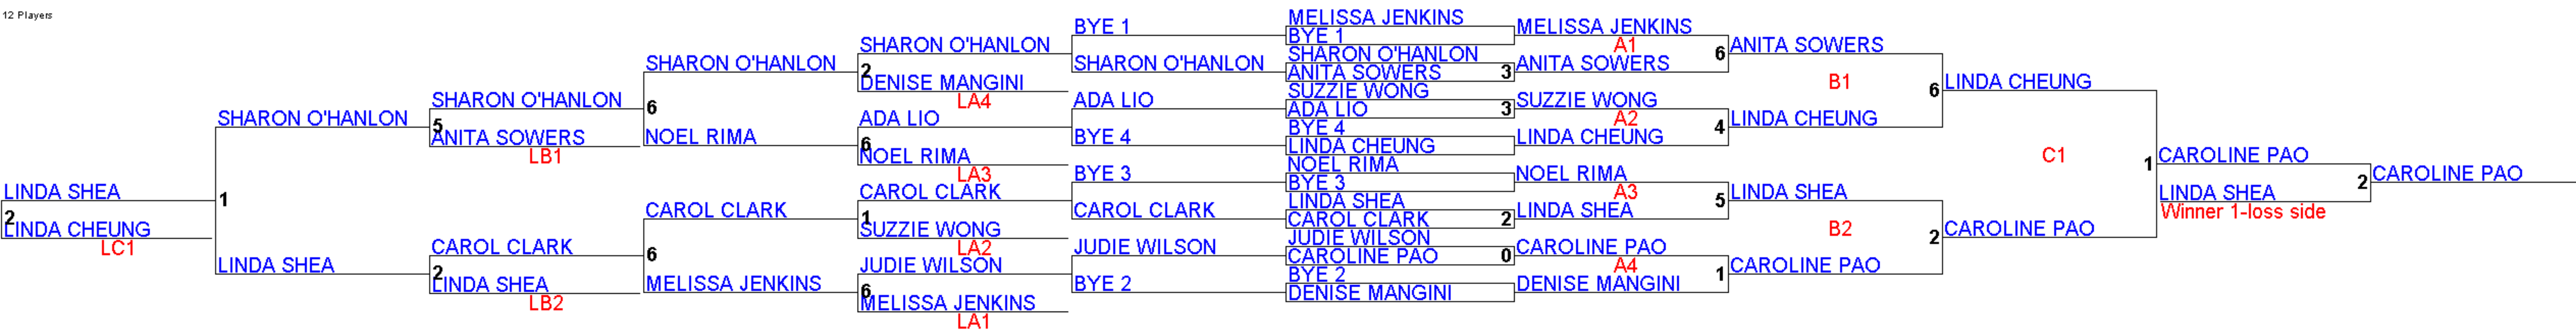 12 Players
LINDA SHEA
2
LINDA CHEUNG
LC1
SHARON O'HANLON
1
LINDA SHEA
SHARON O'HANLON
5
ANITA SOWERS
LB1
CAROL CLARK
2
LINDA SHEA
LB2
SHARON O'HANLON
6
NOEL RIMA
CAROL CLARK
6
MELISSA JENKINS
SHARON O'HANLON
2
DENISE MANGINI
LA4
ADA LIO
6
NOEL RIMA
LA3
CAROL CLARK
1
SUZZIE WONG
LA2
JUDIE WILSON
6
MELISSA JENKINS
LA1
BYE 1
SHARON O'HANLON
ADA LIO
BYE 4
BYE 3
CAROL CLARK
JUDIE WILSON
BYE 2
MELISSA JENKINS
BYE 1
SHARON O'HANLON
ANITA SOWERS 3
SUZZIE WONG
ADA LIO 3
BYE 4
LINDA CHEUNG
NOEL RIMA
BYE 3
LINDA SHEA
CAROL CLARK 2
JUDIE WILSON
CAROLINE PAO 0
BYE 2
DENISE MANGINI
MELISSA JENKINS
A1 6
ANITA SOWERS
SUZZIE WONG
A2 4
LINDA CHEUNG
NOEL RIMA
A3 5
LINDA SHEA
CAROLINE PAO
A4 1
DENISE MANGINI
ANITA SOWERS
B1 6
LINDA CHEUNG
LINDA SHEA
B2 2
CAROLINE PAO
LINDA CHEUNG
C1 1
CAROLINE PAO
CAROLINE PAO
2
LINDA SHEA
Winner 1-loss side
CAROLINE PAO